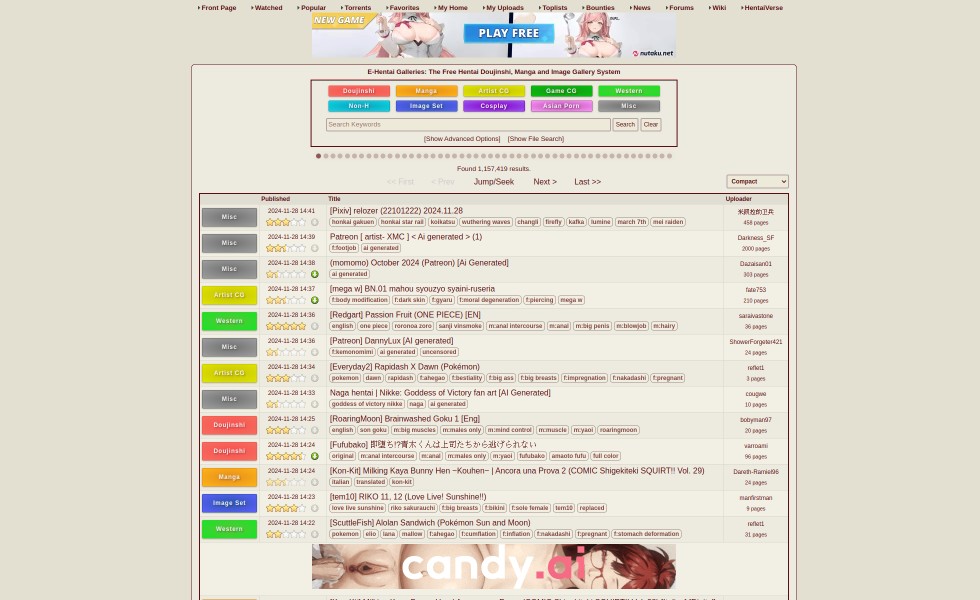 Front Page Watched Popular Torrents Favorites My Home My Uploads Toplists Bounties News Forums Wiki HentaiVerse
NEW GAME
PLAY FREE
nutaku.net
E-Hentai Galleries: The Free Hentai Doujinshi, Manga and Image Gallery System
Doujinshi Manga Artist CG Game CG Western
Non-H Image Set Cosplay Asian Porn Misc
Search Keywords Search Clear
[Show Advanced Options] [Show File Search]
Found 1,157,419 results.
<< First < Prev Jump/Seek Next > Last >> Compact
Published Title Uploader
Misc 2024-11-28 14:41 [Pixiv] relozer (22101222) 2024.11.28
honkai gakuen honkai star rail koikatsu wuthering waves changli firefly kafka lumine march 7th mei raiden 458 pages
Misc 2024-11-28 14:39 Patreon [ artist- XMC ] < Ai generated > (1) Darkness_SF
f:footjob ai generated 2000 pages
Misc 2024-11-28 14:38 (momomo) October 2024 (Patreon) [Ai Generated] Dazaisan01
ai generated 303 pages
Artist CG 2024-11-28 14:37 [mega w] BN.01 mahou syouzyo syaini-ruseria fate753
f:body modification f:dark skin f:gyaru f:moral degeneration f:piercing mega w 210 pages
Western 2024-11-28 14:36 [Redgart] Passion Fruit (ONE PIECE) [EN] saraivastone
english one piece roronoa zoro sanji vinsmoke m:anal intercourse m:anal m:big penis m:blowjob m:hairy 36 pages
Misc 2024-11-28 14:36 [Patreon] DannyLux [AI generated] ShowerForgeter421
f:kemonomimi ai generated uncensored 24 pages
Artist CG 2024-11-28 14:34 [Everyday2] Rapidash X Dawn (Pokémon) reflet1
pokemon dawn rapidash f:ahegao f:bestiality f:big ass f:big breasts f:impregnation f:nakadashi f:pregnant 3 pages
Misc 2024-11-28 14:33 Naga hentai | Nikke: Goddess of Victory fan art [AI Generated] cougwe
goddess of victory nikke naga ai generated 10 pages
Doujinshi 2024-11-28 14:25 [RoaringMoon] Brainwashed Goku 1 [Eng] bobyman97
english son goku m:big muscles m:males only m:mind control m:muscle m:yaoi roaringmoon 20 pages
Doujinshi 2024-11-28 14:24 [Fufubako] 即堕ち!?青木くんは上司たちから逃げられない varroami
original m:anal intercourse m:anal m:males only m:yaoi fufubako amaoto fufu full color 96 pages
Manga 2024-11-28 14:24 [Kon-Kit] Milking Kaya Bunny Hen ~Kouhen~ | Ancora una Prova 2 (COMIC Shigekiteki SQUIRT!! Vol. 29) Dareth-Ramiel96
italian translated kon-kit 24 pages
Image Set 2024-11-28 14:23 [tem10] RIKO 11, 12 (Love Live! Sunshine!!) manfirstman
love live sunshine riko sakurauchi f:big breasts f:bikini f:sole female tem10 replaced 9 pages
Western 2024-11-28 14:22 [ScuttleFish] Alolan Sandwich (Pokémon Sun and Moon) reflet1
pokemon elio lana mallow f:ahegao f:cumflation f:inflation f:nakadashi f:pregnant f:stomach deformation 31 pages
candy.ai